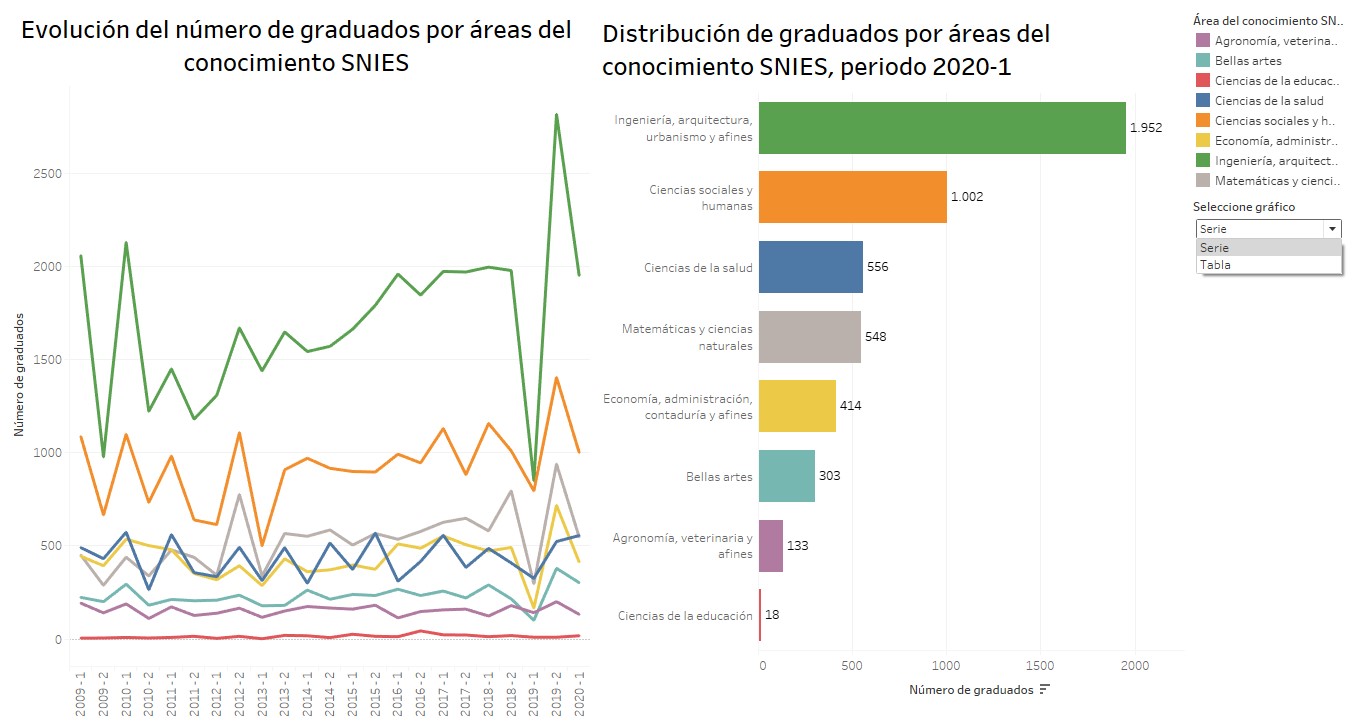 Evolución del número de graduados por áreas del
conocimiento SNIES
Número de graduados
2500
2000
1500
1000
500
0
2009 - 1
2009 - 2
2010 - 1
2010 - 2
2011 - 1
2011 - 2
2012 - 1
2012 - 2
2013 - 1
2013 - 2
2014 - 1
2014 - 2
2015 - 1
2015 - 2
2016 - 1
2016 - 2
2017 - 1
2017 - 2
2018 - 1
2018 - 2
2019 - 1
2019 - 2
2020 - 1
Distribución de graduados por áreas del
conocimiento SNIES, periodo 2020-1
Ingeniería, arquitectura,
urbanismo y afines
1.952
Ciencias sociales y
humanas
1.002
Ciencias de la salud
556
Matemáticas y ciencias
naturales
548
Economía, administración,
contaduría y afines
414
Bellas artes
303
Agronomía, veterinaria y
afines
133
Ciencias de la educación
18
0
500
1000
1500
2000
Número de graduados
Área del conocimiento SN..
Agronomía, veterina..
Bellas artes
Ciencias de la educac..
Ciencias de la salud
Ciencias sociales y h..
Economía, administr..
Ingeniería, arquitect..
Matemáticas y cienci..
Seleccione gráfico
Serie
Serie
Tabla